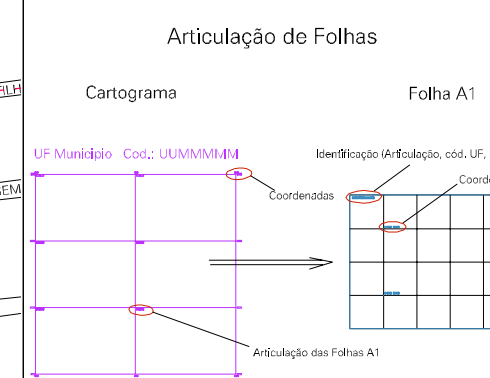 Articulação de Folhas
Cartograma
Folha A1
UF Municipio Cod.: UUMMMMM
Identificação (Articulação, cód. UF,
Coordenadas
Articulação das Folhas A1